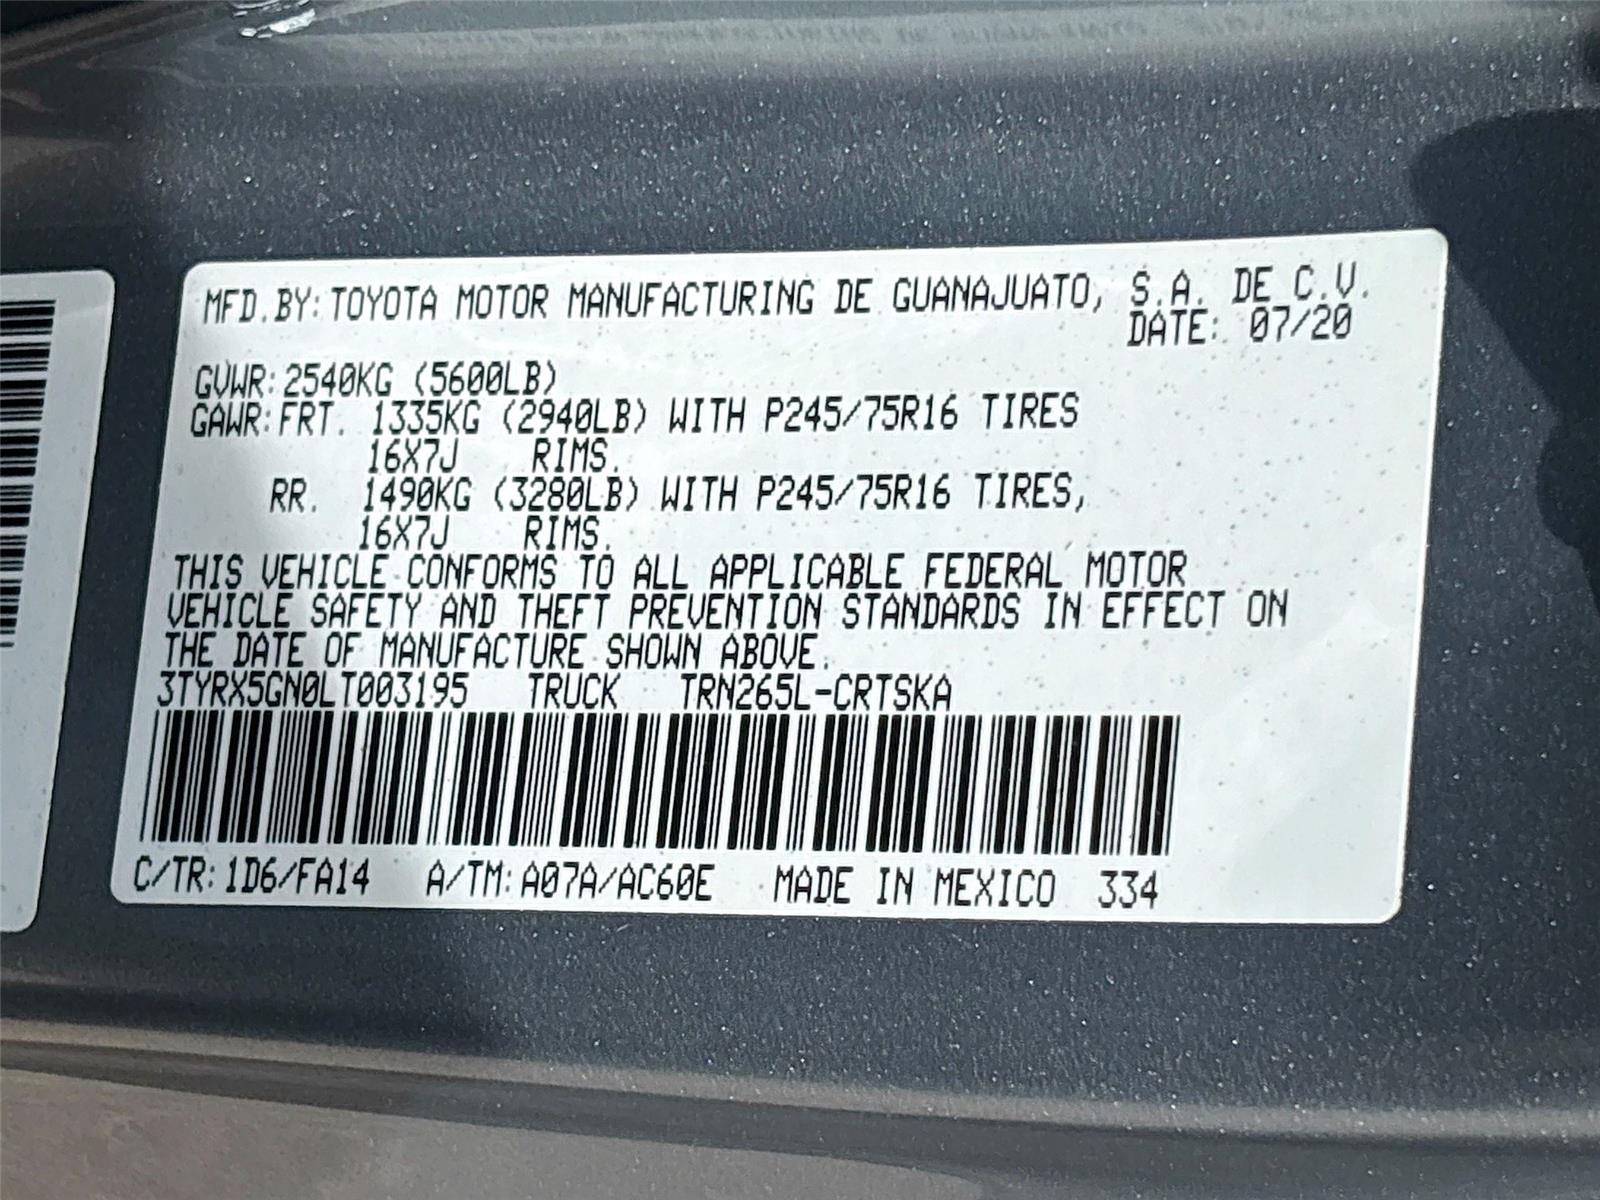 MFD.BY: TOYOTA MOTOR MANUFACTURING DE GUANAJUATO, S.A. DE C.V.
DATE: 07/20
GVWR: 2540KG (5600LB)
GAWR: FRT. 1335KG (2940LB) WITH P245/75R16 TIRES
16X7J RIMS.
RR. 1490KG (3280LB) WITH P245/75R16 TIRES,
16X7J RIMS.
THIS VEHICLE CONFORMS TO ALL APPLICABLE FEDERAL MOTOR
VEHICLE SAFETY AND THEFT PREVENTION STANDARDS IN EFFECT ON
THE DATE OF MANUFACTURE SHOWN ABOVE.
3TYRX5GN0LT003195 TRUCK TRN265L-CRTSKA
C/TR: 1D6/FA14 A/TM: A07A/AC60E MADE IN MEXICO 334